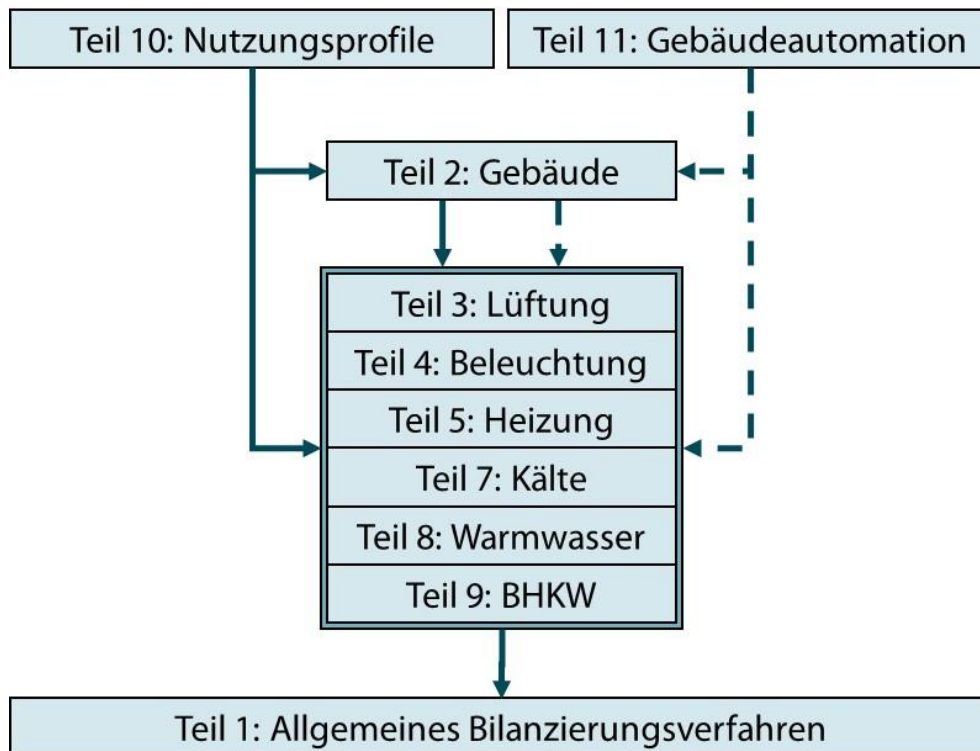 Teil 10: Nutzungsprofile
Teil 11: Gebäudeautomation
Teil 2: Gebäude
Teil 3: Lüftung
Teil 4: Beleuchtung
Teil 5: Heizung
Teil 7: Kälte
Teil 8: Warmwasser
Teil 9: BHKW
Teil 1: Allgemeines Bilanzierungsverfahren